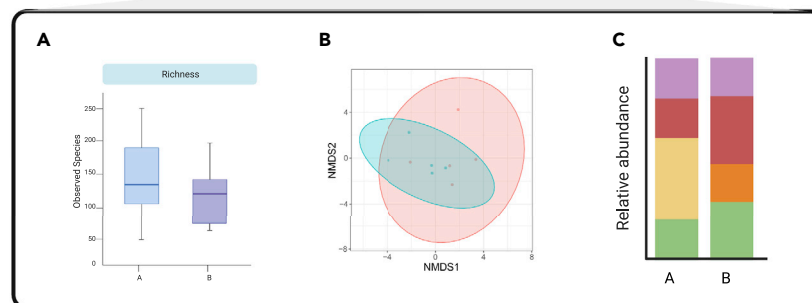 A
Richness
Observed Species
250
200
150
100
50
0
A B
B
NMDS2
4
0
−4
−8
−4 0 4 8
NMDS1
C
Relative abundance
A B